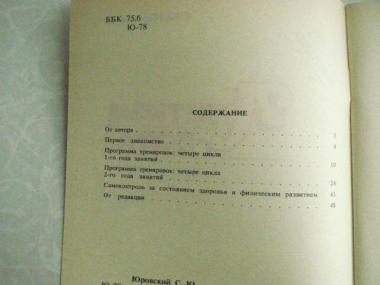 ББК 75.6
Ю-78
СОДЕРЖАНИЕ
От автора 3
Первое знакомство 4
Программа тренировок: четыре цикла
1-го года занятий 10
Программа тренировок: четыре цикла
2-го года занятий 24
Самоконтроль за состоянием здоровья и физическим развитием 41
От редакции 48
Юровский С. Ю.